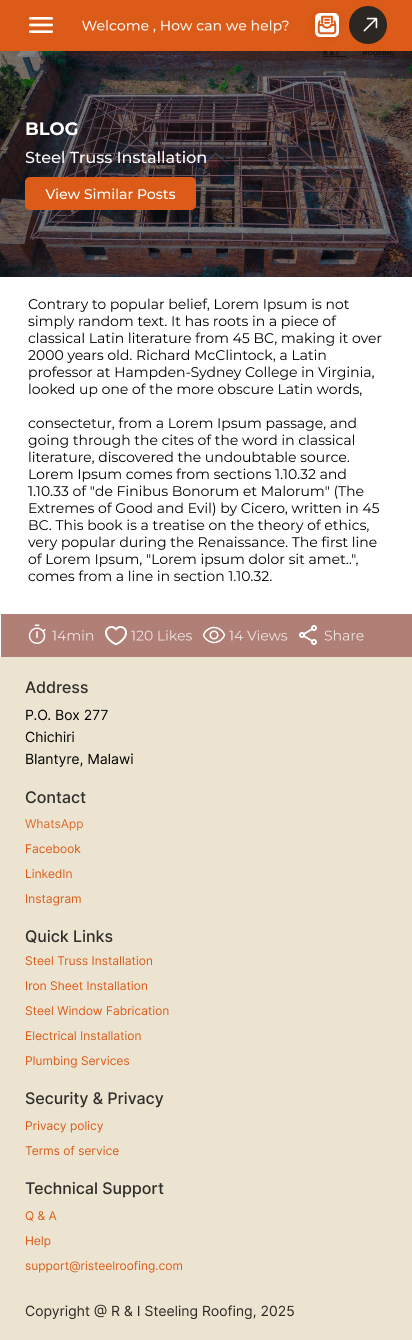 Welcome , How can we help?
BLOG
Steel Truss Installation
View Similar Posts
Contrary to popular belief, Lorem Ipsum is not
simply random text. It has roots in a piece of
classical Latin literature from 45 BC, making it over
2000 years old. Richard McClintock, a Latin
professor at Hampden-Sydney College in Virginia,
looked up one of the more obscure Latin words,
consectetur, from a Lorem Ipsum passage, and
going through the cites of the word in classical
literature, discovered the undoubtable source.
Lorem Ipsum comes from sections 1.10.32 and
1.10.33 of "de Finibus Bonorum et Malorum" (The
Extremes of Good and Evil) by Cicero, written in 45
BC. This book is a treatise on the theory of ethics,
very popular during the Renaissance. The first line
of Lorem Ipsum, "Lorem ipsum dolor sit amet..",
comes from a line in section 1.10.32.
14min 120 Likes 14 Views Share
Address
P.O. Box 277
Chichiri
Blantyre, Malawi
Contact
WhatsApp
Facebook
LinkedIn
Instagram
Quick Links
Steel Truss Installation
Iron Sheet Installation
Steel Window Fabrication
Electrical Installation
Plumbing Services
Security & Privacy
Privacy policy
Terms of service
Technical Support
Q & A
Help
support@risteelroofing.com
Copyright @ R & I Steeling Roofing, 2025